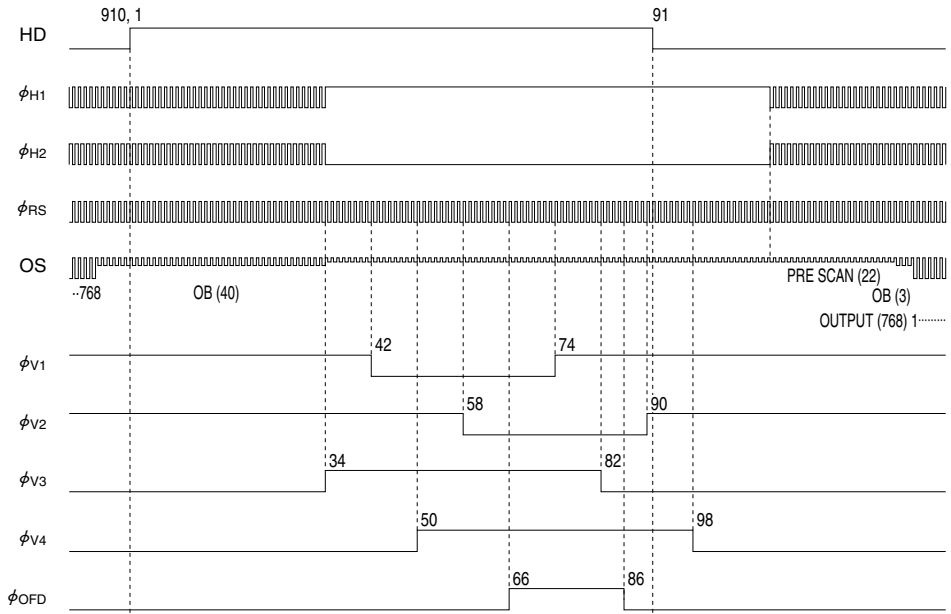 910, 1
91
HD
ϕH1
ϕH2
ϕRS
OS
··768
OB (40)
PRE SCAN (22)
OB (3)
OUTPUT (768) 1·········
ϕV1
42
74
ϕV2
58
90
ϕV3
34
82
ϕV4
50
98
ϕOFD
66
86